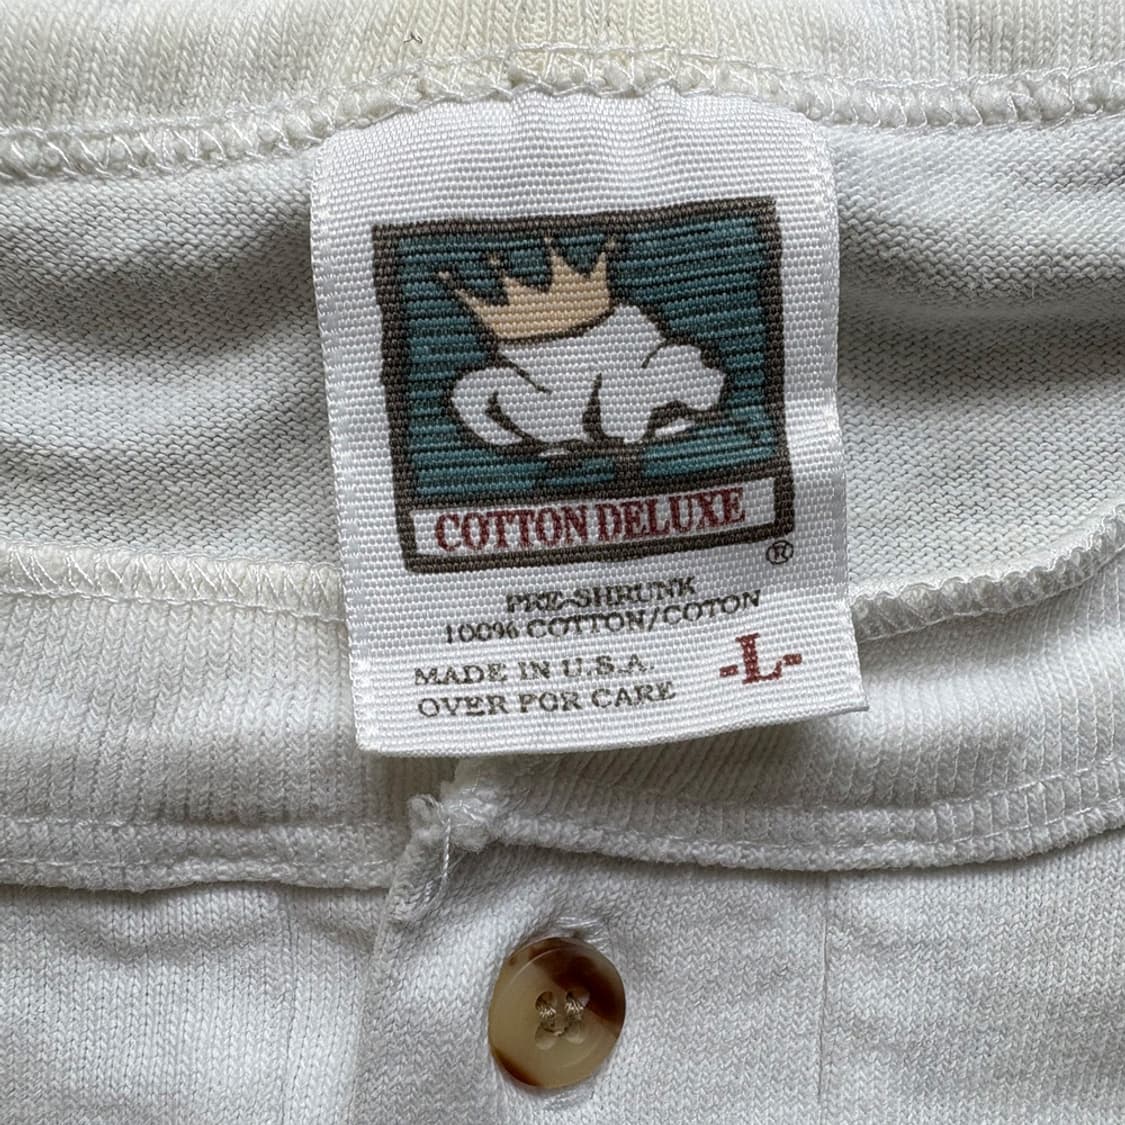 COTTON DELUXE
®
PRE-SHRUNK
100% COTTON/COTON
MADE IN U.S.A.
-L-
OVER FOR CARE